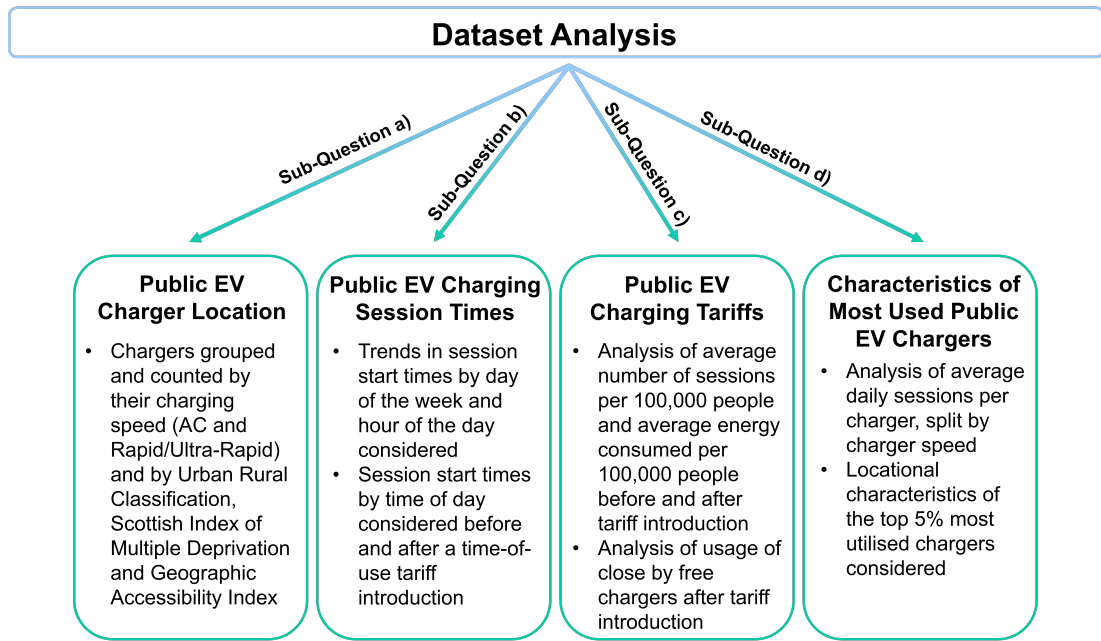 Dataset Analysis
Sub-Question a)
Sub-Question b)
Sub-Question c)
Sub-Question d)
Public EV
Charger Location
• Chargers grouped
and counted by
their charging
speed (AC and
Rapid/Ultra-Rapid)
and by Urban Rural
Classification,
Scottish Index of
Multiple Deprivation
and Geographic
Accessibility Index
Public EV Charging
Session Times
• Trends in session
start times by day
of the week and
hour of the day
considered
• Session start times
by time of day
considered before
and after a time-of-
use tariff
introduction
Public EV
Charging Tariffs
• Analysis of average
number of sessions
per 100,000 people
and average energy
consumed per
100,000 people
before and after
tariff introduction
• Analysis of usage of
close by free
chargers after tariff
introduction
Characteristics of
Most Used Public
EV Chargers
• Analysis of average
daily sessions per
charger, split by
charger speed
• Locational
characteristics of
the top 5% most
utilised chargers
considered